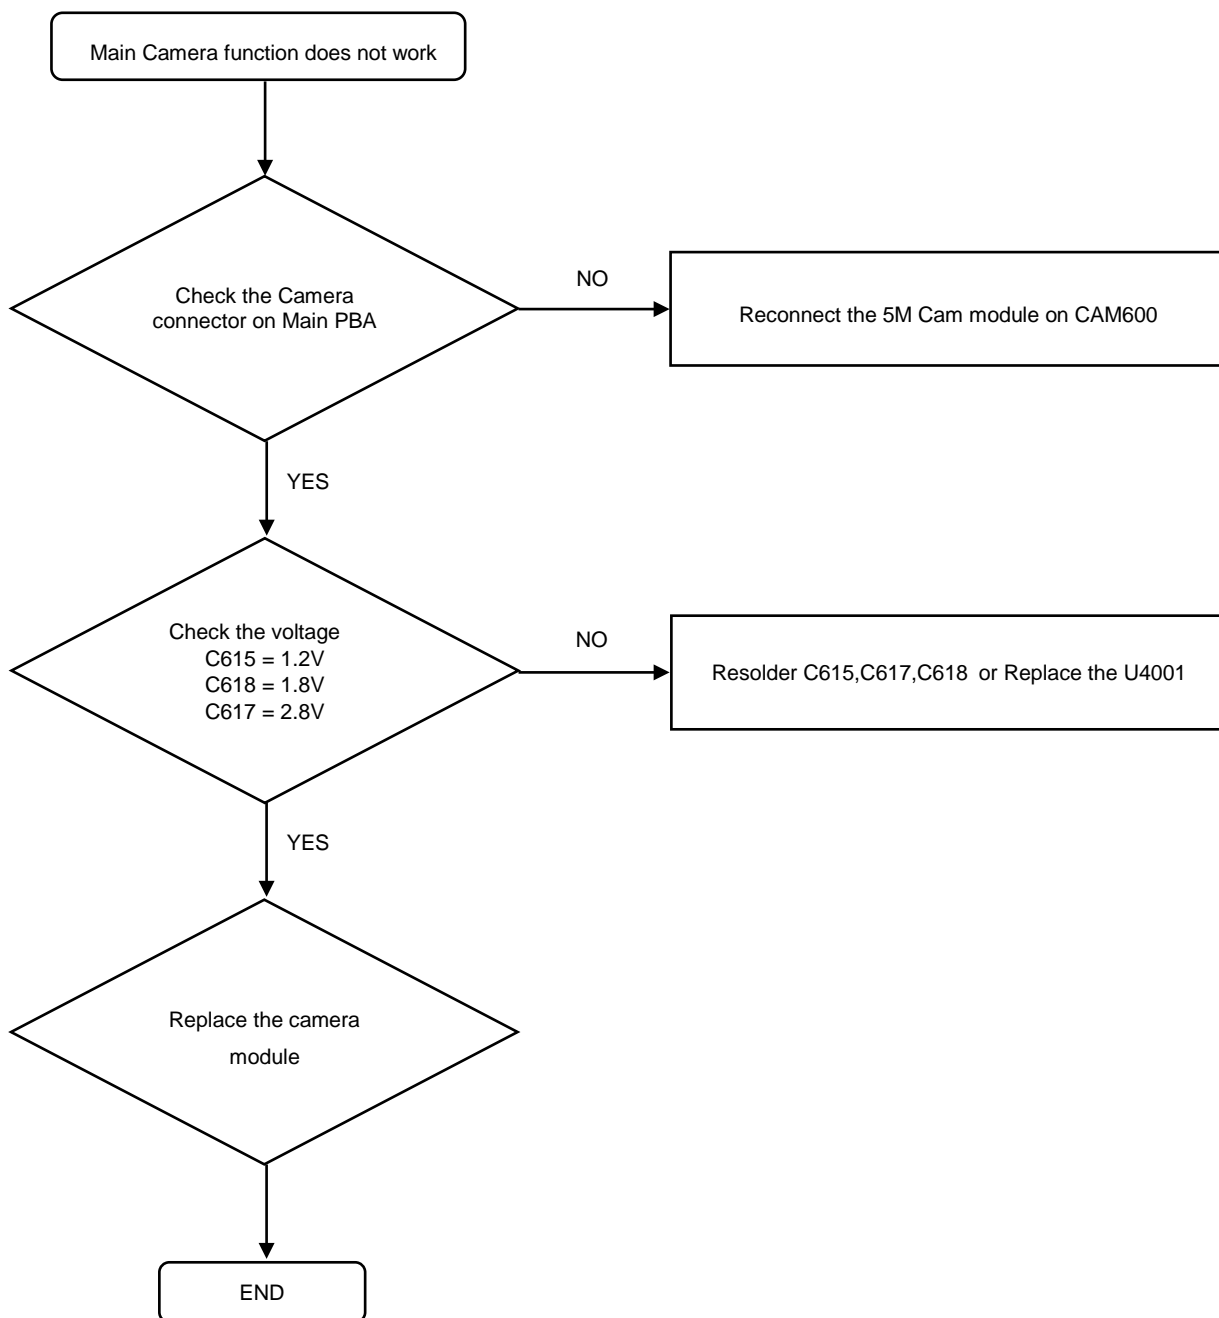 Main Camera function does not work
Check the Camera
connector on Main PBA
NO
Reconnect the 5M Cam module on CAM600
YES
Check the voltage
C615 = 1.2V
C618 = 1.8V
C617 = 2.8V
NO
Resolder C615,C617,C618 or Replace the U4001
YES
Replace the camera
module
END